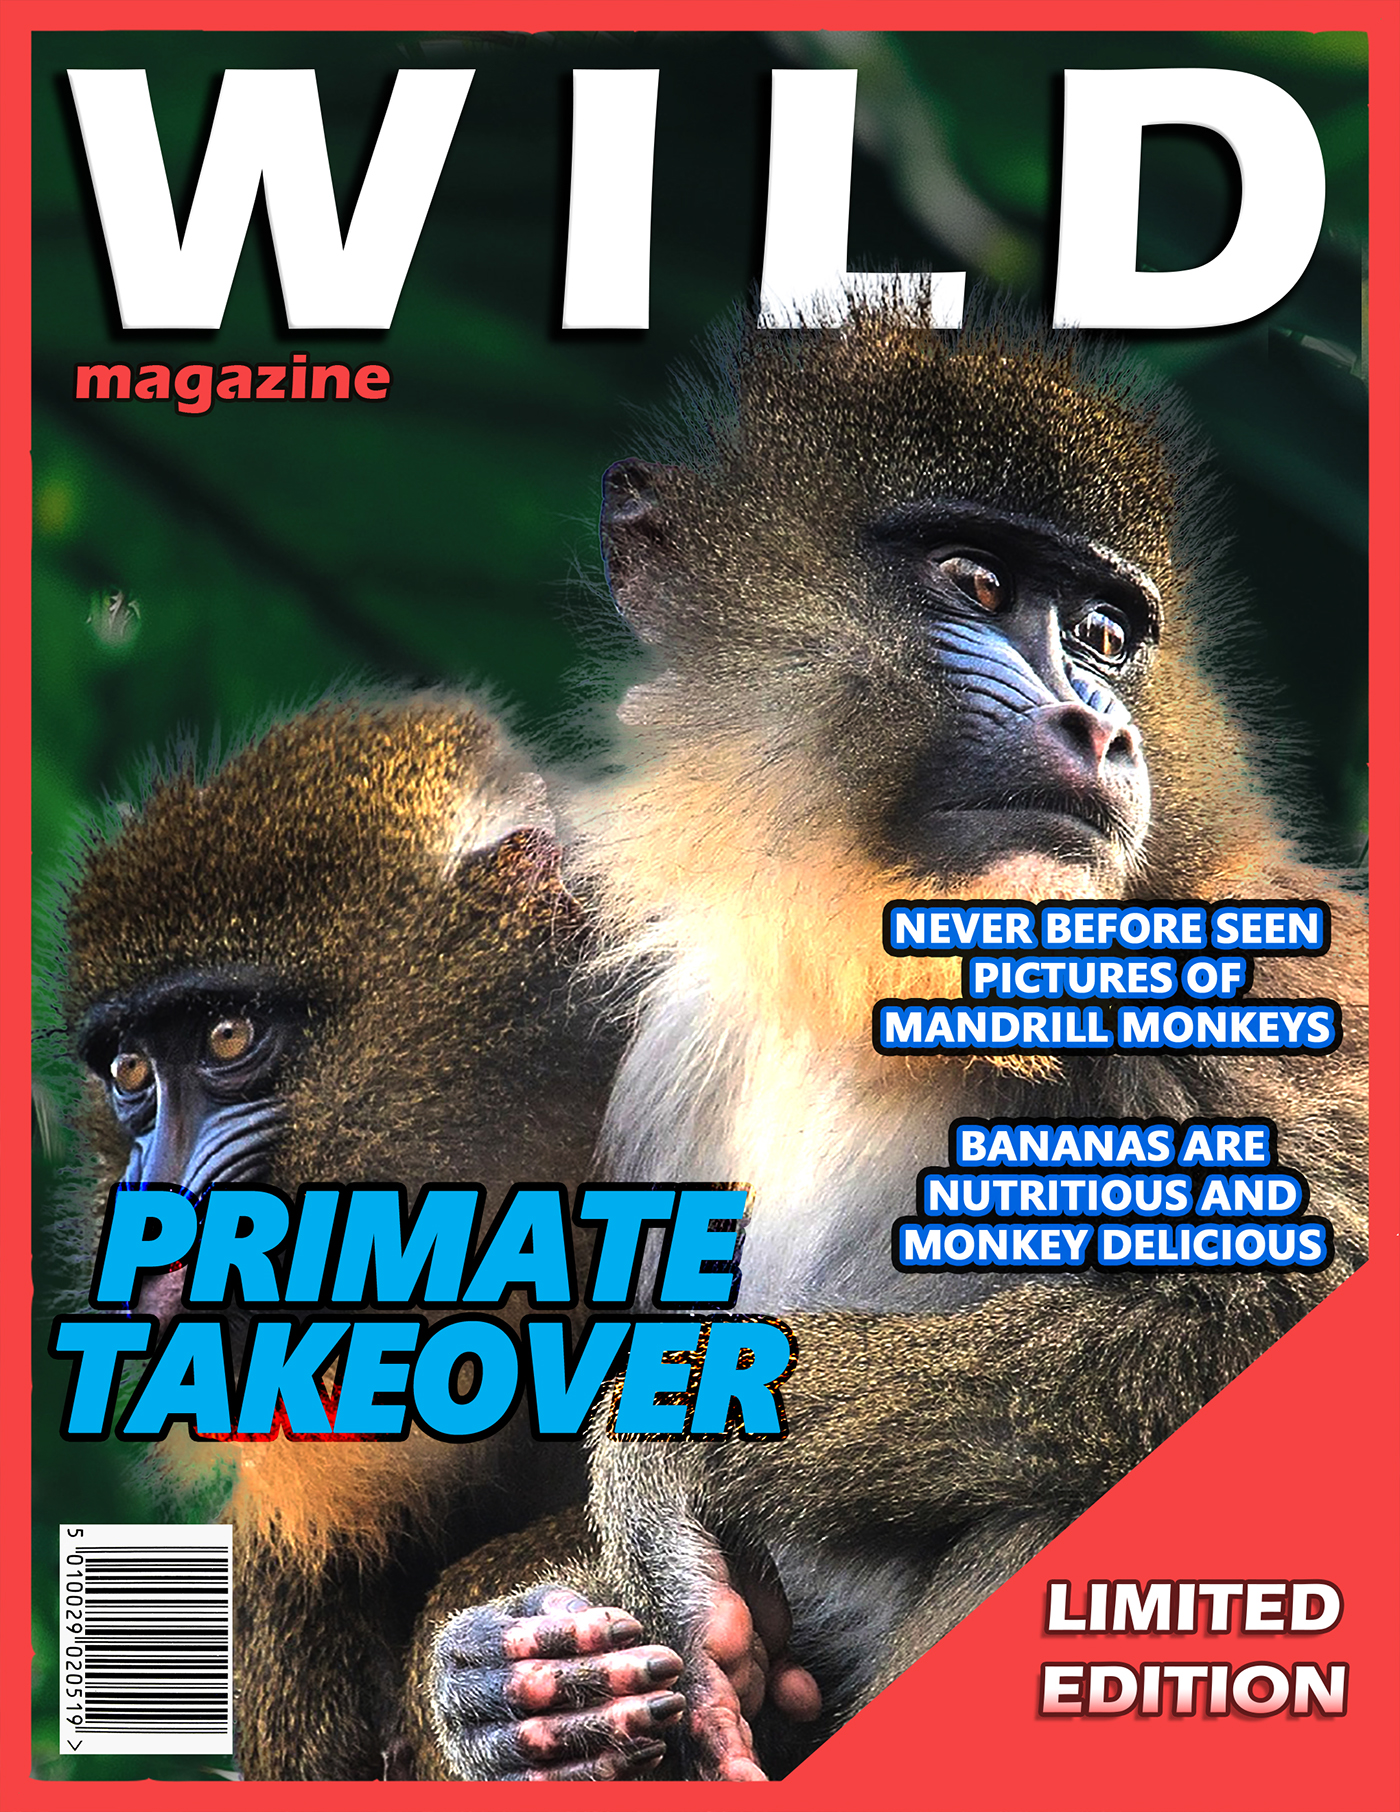 WILD
magazine
NEVER BEFORE SEEN
PICTURES OF
MANDRILL MONKEYS
BANANAS ARE
NUTRITIOUS AND
MONKEY DELICIOUS
PRIMATE
TAKEOVER
5 010029 020519 >
LIMITED
EDITION